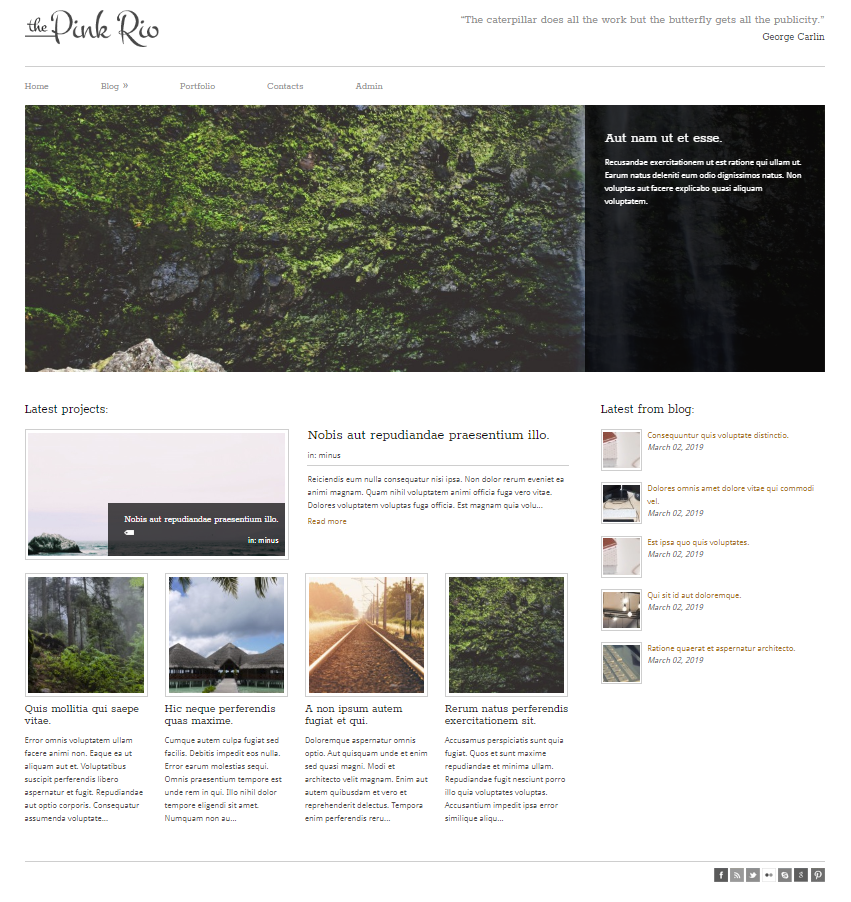 the Pink Rio
“The caterpillar does all the work but the butterfly gets all the publicity.”
George Carlin
Home
Blog »
Portfolio
Contacts
Admin
Aut nam ut et esse.
Recusandae exercitationem ut est ratione qui ullam ut.
Earum natus deleniti eum odio dignissimos natus. Non
voluptas aut facere explicabo quasi aliquam
voluptatem.
Latest projects:
Nobis aut repudiandae praesentium illo.
in: minus
Nobis aut repudiandae praesentium illo.
in: minus
Reiciendis eum nulla consequatur nisi ipsa. Non dolor rerum eveniet ea
animi magnam. Quam nihil voluptatem animi officia fuga vero vitae.
Dolores voluptatem voluptas fuga officia. Est magnam quia volu...
Read more
Quis mollitia qui saepe
vitae.
Error omnis voluptatem ullam
facere animi non. Eaque ea ut
aliquam aut et. Voluptatibus
suscipit perferendis libero
aspernatur et fugit. Repudiandae
aut optio corporis. Consequatur
assumenda voluptate...
Hic neque perferendis
quas maxime.
Cumque autem culpa fugiat sed
facilis. Debitis impedit eos nulla.
Error earum molestias sequi.
Omnis praesentium tempore est
unde rem in qui. Illo nihil dolor
tempore eligendi sit amet.
Numquam non au...
A non ipsum autem
fugiat et qui.
Doloremque aspernatur omnis
optio. Aut quisquam unde et enim
sed quasi magni. Modi et
architecto velit magnam. Enim aut
autem quibusdam et vero et
reprehenderit delectus. Tempora
enim perferendis reru...
Rerum natus perferendis
exercitationem sit.
Accusamus perspiciatis sunt quia
fugiat. Quos et sunt maxime
repudiandae et minima ullam.
Repudiandae fugit nesciunt porro
illo quia voluptates voluptas.
Accusantium impedit ipsa error
similique aliqu...
Latest from blog:
Consequuntur quis voluptate distinctio.
March 02, 2019
Dolores omnis amet dolore vitae qui commodi
vel.
March 02, 2019
Est ipsa quo quis voluptates.
March 02, 2019
Qui sit id aut doloremque.
March 02, 2019
Ratione quaerat et aspernatur architecto.
March 02, 2019